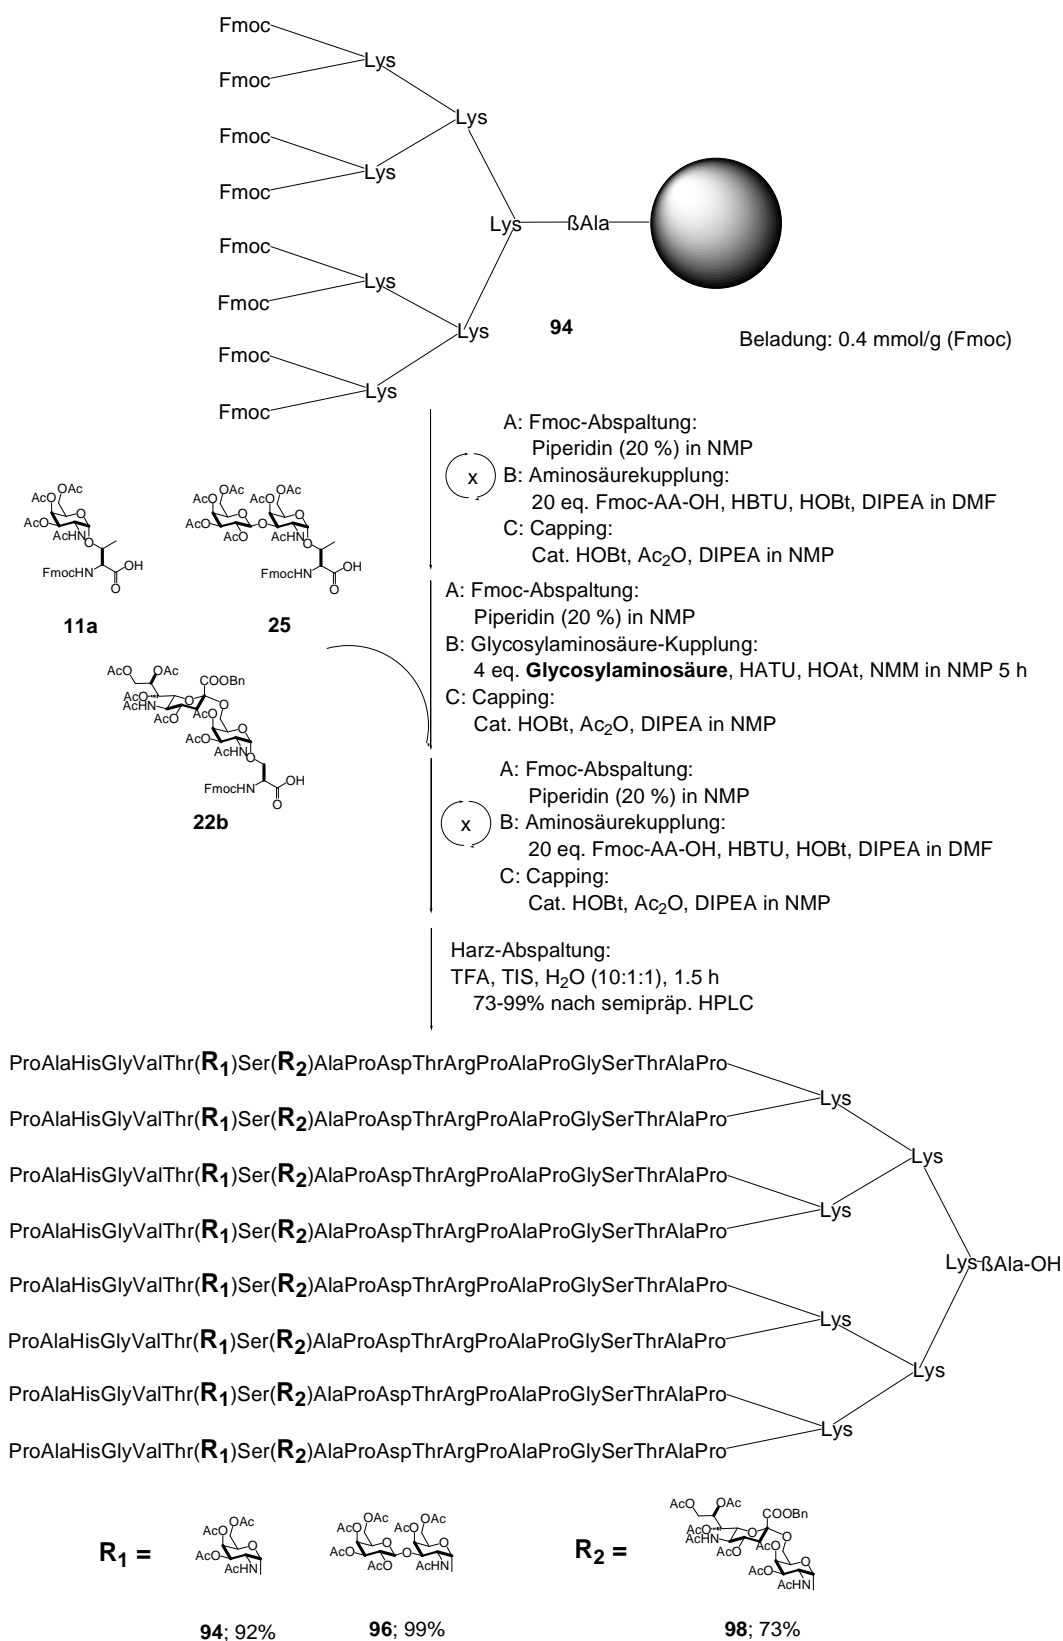 Fmoc
Fmoc
Lys
Lys
Fmoc
Fmoc
Lys
Lys
ßAla
Fmoc
Fmoc
Lys
Lys
Fmoc
Fmoc
Lys
94
Beladung: 0.4 mmol/g (Fmoc)
x
A: Fmoc-Abspaltung:
Piperidin (20 %) in NMP
B: Aminosäurekupplung:
20 eq. Fmoc-AA-OH, HBTU, HOBt, DIPEA in DMF
C: Capping:
Cat. HOBt, Ac2O, DIPEA in NMP
AcO
OAc
O
AcO
AcHN
O
FmocHN
OH
O
11a
AcO
OAc
AcO
OAc
O
O
AcO
O
OAc
AcHN
O
FmocHN
OH
O
25
A: Fmoc-Abspaltung:
Piperidin (20 %) in NMP
B: Glycosylaminosäure-Kupplung:
4 eq. Glycosylaminosäure, HATU, HOAt, NMM in NMP 5 h
C: Capping:
Cat. HOBt, Ac2O, DIPEA in NMP
AcO
OAc
COOBn
AcO
O
AcHN
O
AcO
AcO
O
AcO
AcHN
O
FmocHN
OH
O
22b
x
A: Fmoc-Abspaltung:
Piperidin (20 %) in NMP
B: Aminosäurekupplung:
20 eq. Fmoc-AA-OH, HBTU, HOBt, DIPEA in DMF
C: Capping:
Cat. HOBt, Ac2O, DIPEA in NMP
Harz-Abspaltung:
TFA, TIS, H2O (10:1:1), 1.5 h
73-99% nach semipräp. HPLC
ProAlaHisGlyValThr(R1)Ser(R2)AlaProAspThrArgProAlaProGlySerThrAlaPro
Lys
ProAlaHisGlyValThr(R1)Ser(R2)AlaProAspThrArgProAlaProGlySerThrAlaPro
Lys
ProAlaHisGlyValThr(R1)Ser(R2)AlaProAspThrArgProAlaProGlySerThrAlaPro
Lys
ProAlaHisGlyValThr(R1)Ser(R2)AlaProAspThrArgProAlaProGlySerThrAlaPro
Lys
ßAla-OH
ProAlaHisGlyValThr(R1)Ser(R2)AlaProAspThrArgProAlaProGlySerThrAlaPro
Lys
ProAlaHisGlyValThr(R1)Ser(R2)AlaProAspThrArgProAlaProGlySerThrAlaPro
Lys
ProAlaHisGlyValThr(R1)Ser(R2)AlaProAspThrArgProAlaProGlySerThrAlaPro
Lys
ProAlaHisGlyValThr(R1)Ser(R2)AlaProAspThrArgProAlaProGlySerThrAlaPro
R1 =
AcO
OAc
O
AcO
AcHN
94; 92%
AcO
OAc
AcO
OAc
O
O
AcO
O
OAc
AcHN
96; 99%
R2 =
AcO
OAc
COOBn
AcO
O
AcHN
O
AcO
AcO
O
AcO
AcHN
98; 73%